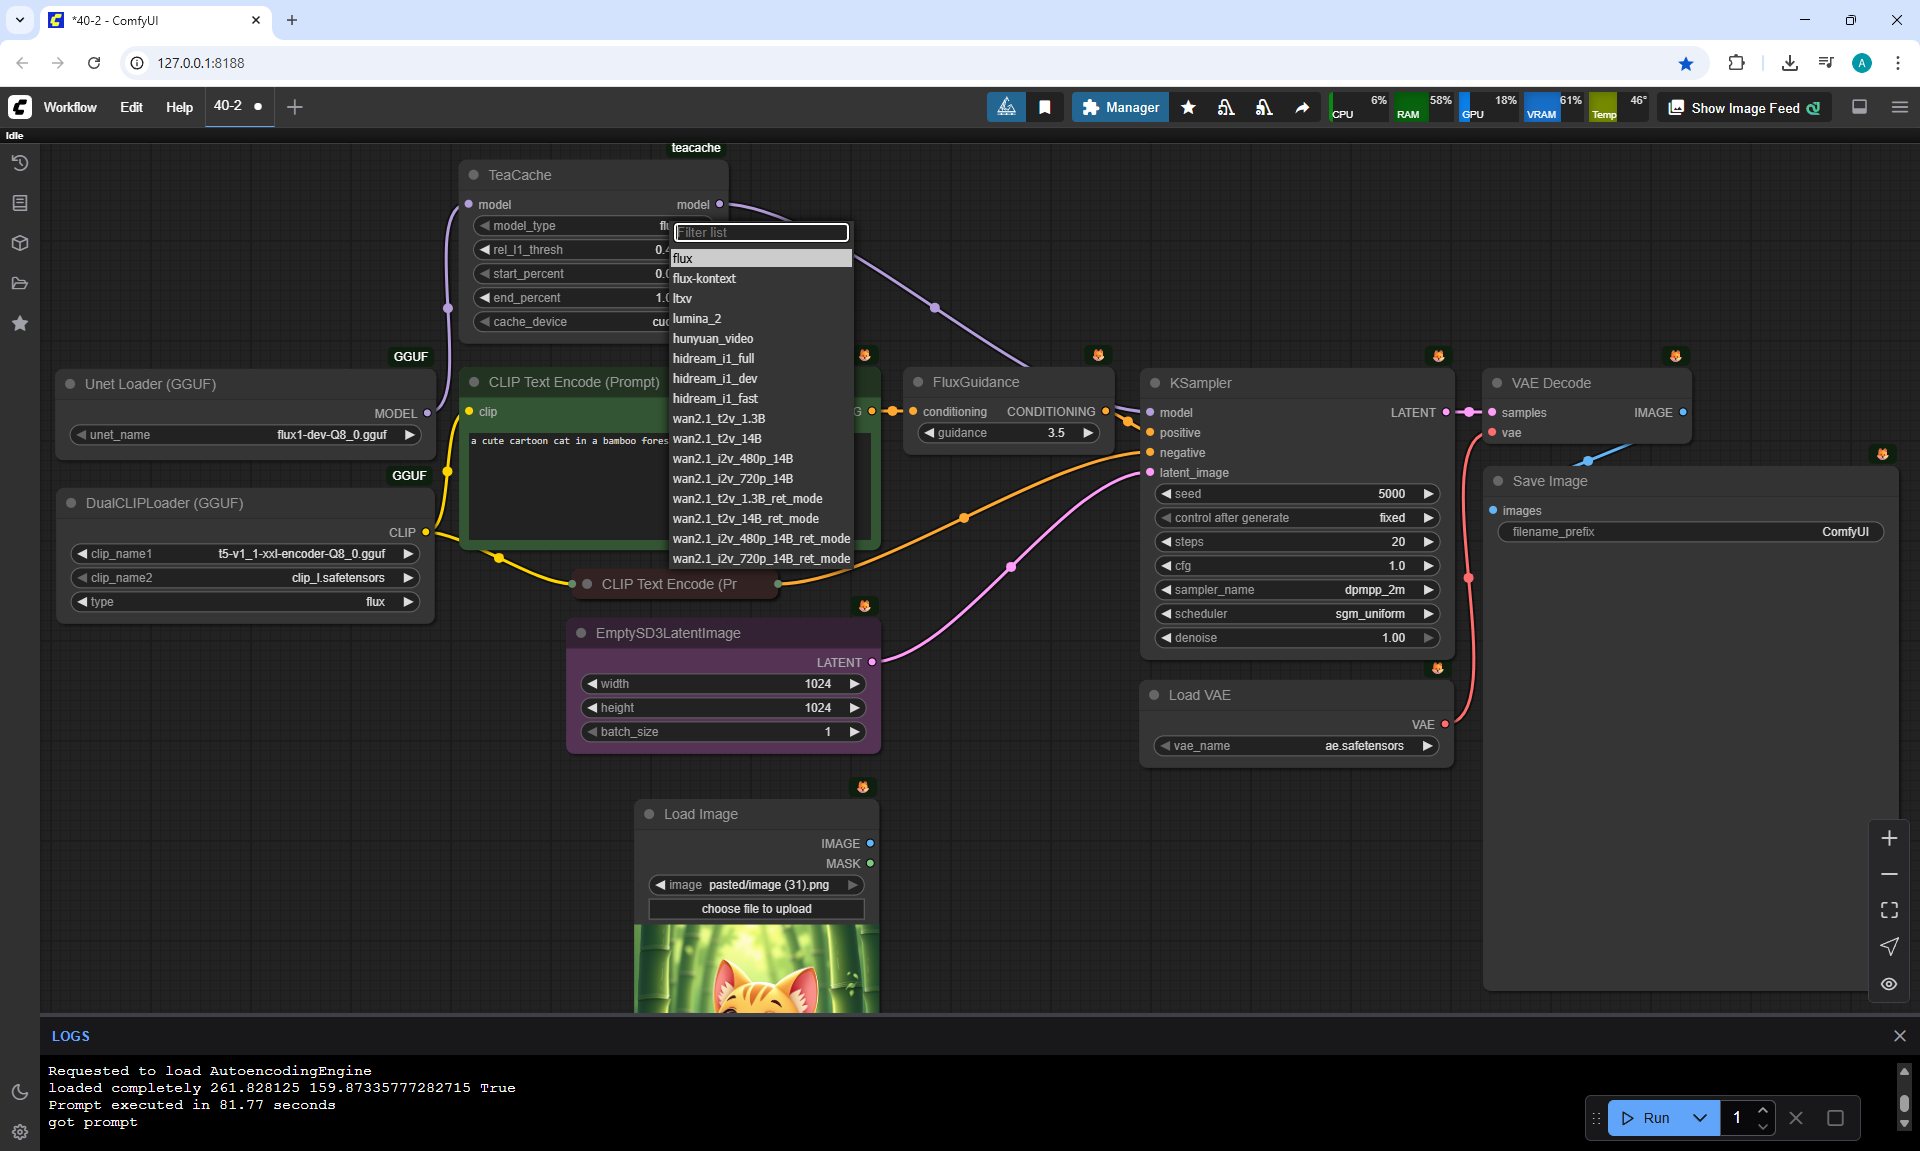 *40-2 - ComfyUI
127.0.0.1:8188
Workflow Edit Help 40-2
Manager
CPU 6% RAM 58% GPU 18% VRAM 61% Temp 46°
Show Image Feed
Idle
teacache
TeaCache
model model
model_type
rel_l1_thresh
start_percent
end_percent
cache_device
Filter list
flux
flux-kontext
ltxv
lumina_2
hunyuan_video
hidream_i1_full
hidream_i1_dev
hidream_i1_fast
wan2.1_t2v_1.3B
wan2.1_t2v_14B
wan2.1_i2v_480p_14B
wan2.1_i2v_720p_14B
wan2.1_t2v_1.3B_ret_mode
wan2.1_t2v_14B_ret_mode
wan2.1_i2v_480p_14B_ret_mode
wan2.1_i2v_720p_14B_ret_mode
GGUF
Unet Loader (GGUF)
MODEL
unet_name flux1-dev-Q8_0.gguf
GGUF
DualCLIPLoader (GGUF)
CLIP
clip_name1 t5-v1_1-xxl-encoder-Q8_0.gguf
clip_name2 clip_l.safetensors
type flux
CLIP Text Encode (Prompt)
clip G
a cute cartoon cat in a bamboo fores
CLIP Text Encode (Pr
EmptySD3LatentImage
LATENT
width 1024
height 1024
batch_size 1
Load Image
IMAGE
MASK
image pasted/image (31).png
choose file to upload
FluxGuidance
conditioning CONDITIONING
guidance 3.5
KSampler
model LATENT
positive
negative
latent_image
seed 5000
control after generate fixed
steps 20
cfg 1.0
sampler_name dpmpp_2m
scheduler sgm_uniform
denoise 1.00
Load VAE
VAE
vae_name ae.safetensors
VAE Decode
samples IMAGE
vae
Save Image
images
filename_prefix ComfyUI
LOGS
Requested to load AutoencodingEngine
loaded completely 261.828125 159.87335777282715 True
Prompt executed in 81.77 seconds
got prompt
Run 1